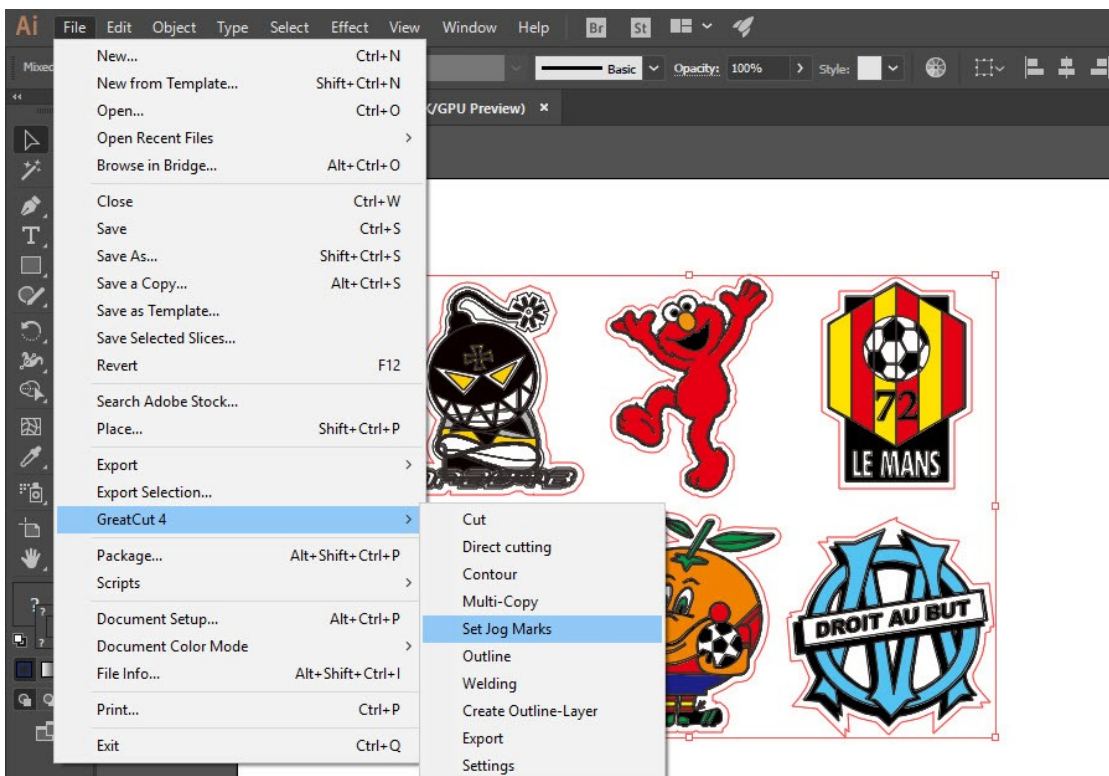 Ai File Edit Object Type Select Effect View Window Help Br St
Basic Opacity: 100% Style:
/GPU Preview) ×
New... Ctrl+N
New from Template... Shift+Ctrl+N
Open... Ctrl+O
Open Recent Files
Browse in Bridge... Alt+Ctrl+O
Close Ctrl+W
Save Ctrl+S
Save As... Shift+Ctrl+S
Save a Copy... Alt+Ctrl+S
Save as Template...
Save Selected Slices...
Revert F12
Search Adobe Stock...
Place... Shift+Ctrl+P
Export
Export Selection...
GreatCut 4
Package... Alt+Shift+Ctrl+P
Scripts
Document Setup... Alt+Ctrl+P
Document Color Mode
File Info... Alt+Shift+Ctrl+I
Print... Ctrl+P
Exit Ctrl+Q
Cut
Direct cutting
Contour
Multi-Copy
Set Jog Marks
Outline
Welding
Create Outline-Layer
Export
Settings
72
LE MANS
DROIT AU BUT